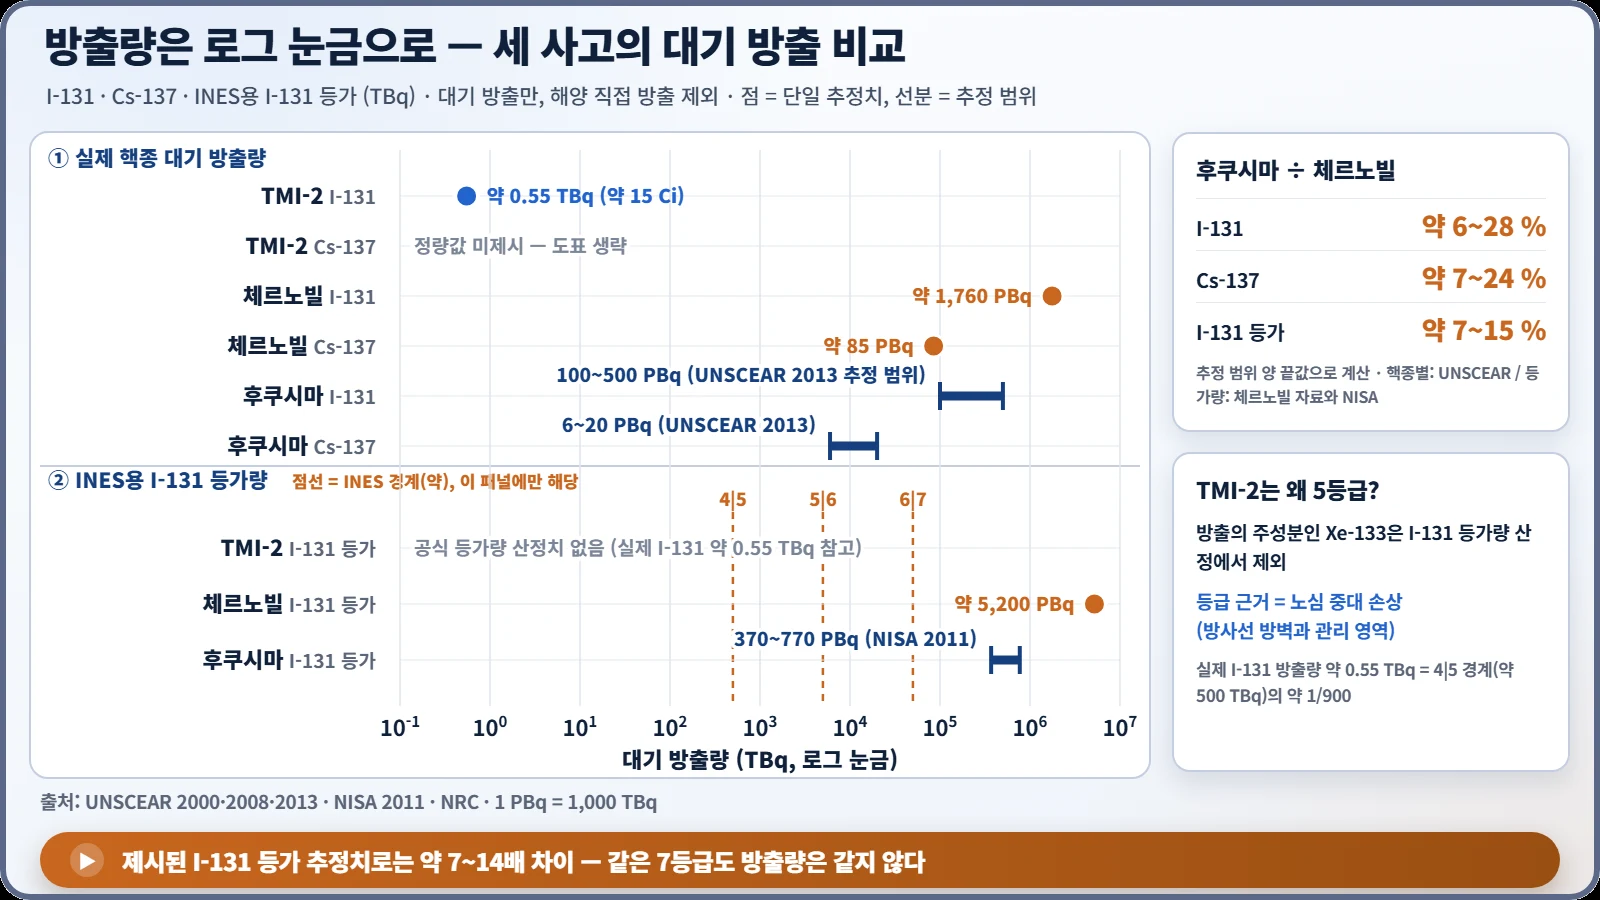 방출량은 로그 눈금으로 — 세 사고의 대기 방출 비교
I-131 · Cs-137 · INES용 I-131 등가 (TBq) · 대기 방출만, 해양 직접 방출 제외 · 점 = 단일 추정치, 선분 = 추정 범위
① 실제 핵종 대기 방출량
TMI-2 I-131
약 0.55 TBq (약 15 Ci)
TMI-2 Cs-137
정량값 미제시 — 도표 생략
체르노빌 I-131
약 1,760 PBq
체르노빌 Cs-137
약 85 PBq
100~500 PBq (UNSCEAR 2013 추정 범위)
후쿠시마 I-131
6~20 PBq (UNSCEAR 2013)
후쿠시마 Cs-137
② INES용 I-131 등가량
점선 = INES 경계(약), 이 패널에만 해당
4|5
5|6
6|7
TMI-2 I-131 등가
공식 등가량 산정치 없음 (실제 I-131 약 0.55 TBq 참고)
체르노빌 I-131 등가
약 5,200 PBq
370~770 PBq (NISA 2011)
후쿠시마 I-131 등가
10⁻¹ 10⁰ 10¹ 10² 10³ 10⁴ 10⁵ 10⁶ 10⁷
대기 방출량 (TBq, 로그 눈금)
후쿠시마 ÷ 체르노빌
I-131 약 6~28 %
Cs-137 약 7~24 %
I-131 등가 약 7~15 %
추정 범위 양 끝값으로 계산 · 핵종별: UNSCEAR / 등
가량: 체르노빌 자료와 NISA
TMI-2는 왜 5등급?
방출의 주성분인 Xe-133은 I-131 등가량 산
정에서 제외
등급 근거 = 노심 중대 손상
(방사선 방벽과 관리 영역)
실제 I-131 방출량 약 0.55 TBq = 4|5 경계(약
500 TBq)의 약 1/900
출처: UNSCEAR 2000·2008·2013 · NISA 2011 · NRC · 1 PBq = 1,000 TBq
제시된 I-131 등가 추정치로는 약 7~14배 차이 — 같은 7등급도 방출량은 같지 않다